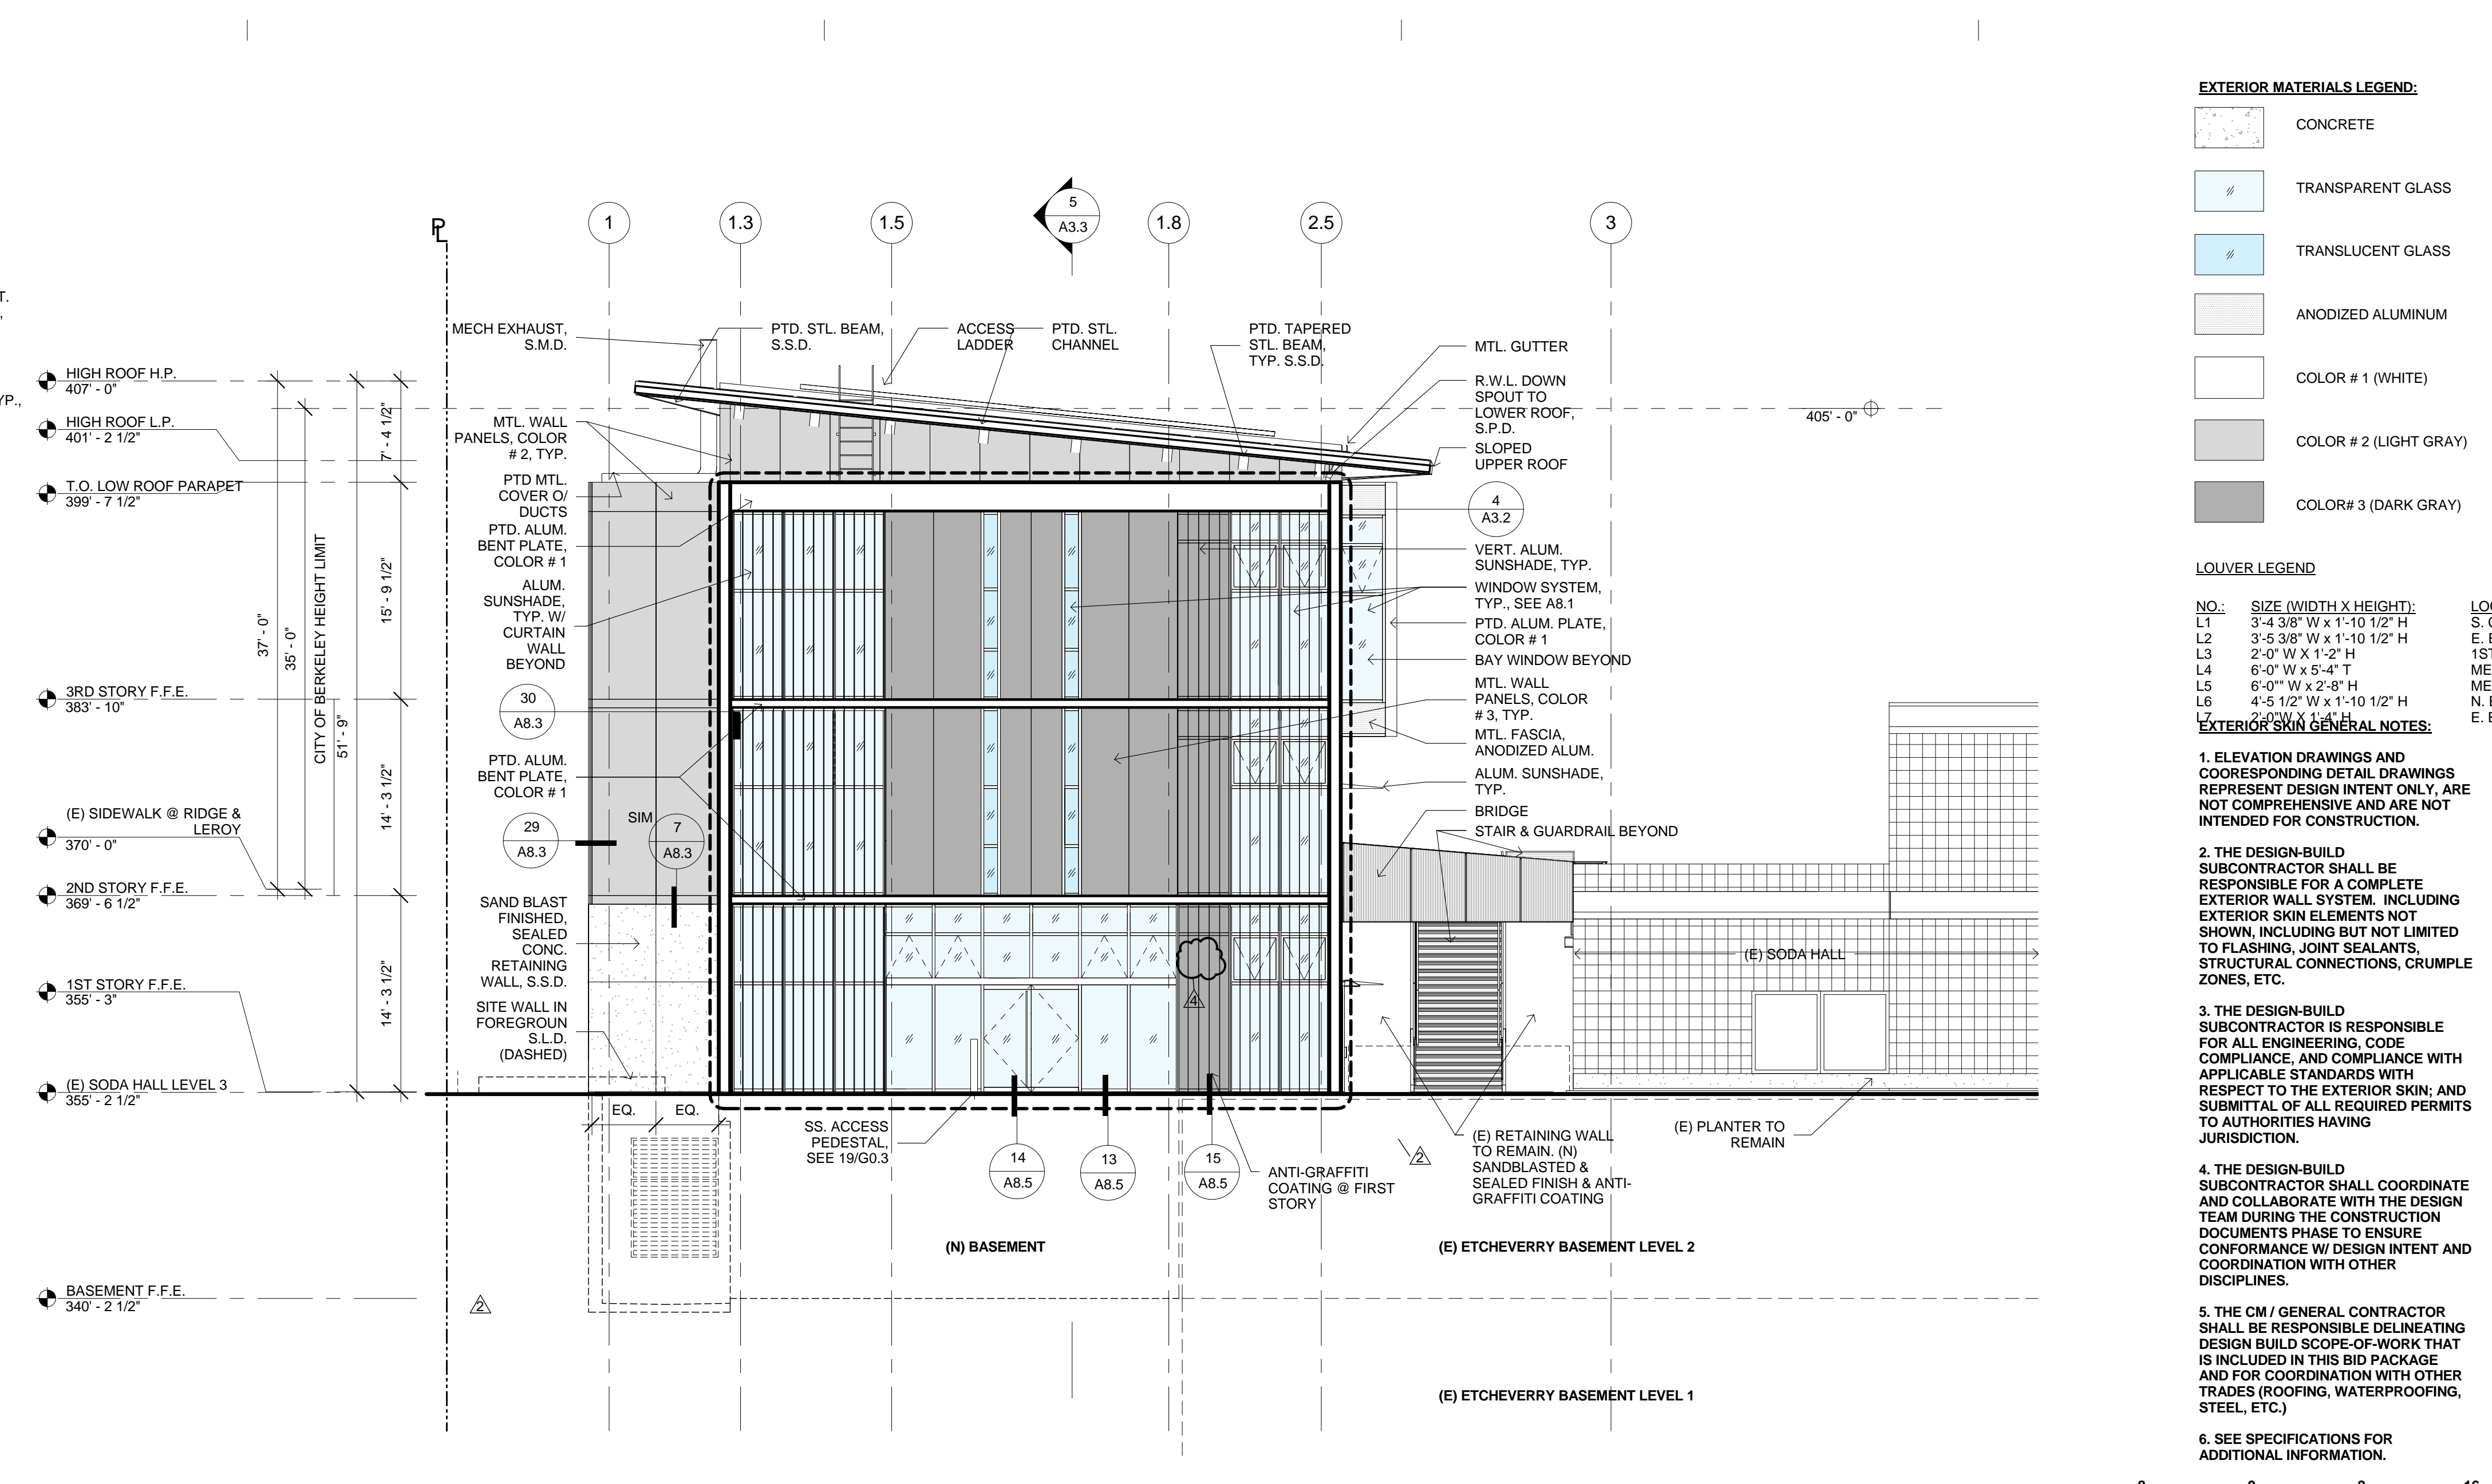 EXTERIOR MATERIALS LEGEND:
CONCRETE
TRANSPARENT GLASS
TRANSLUCENT GLASS
ANODIZED ALUMINUM
COLOR # 1 (WHITE)
COLOR # 2 (LIGHT GRAY)
COLOR# 3 (DARK GRAY)
LOUVER LEGEND
NO.: SIZE (WIDTH X HEIGHT): LO
L1 3'-4 3/8" W x 1'-10 1/2" H S.
L2 3'-5 3/8" W x 1'-10 1/2" H E.
L3 2'-0" W X 1'-2" H 1ST
L4 6'-0" W x 5'-4" T ME
L5 6'-0"" W x 2'-8" H ME
L6 4'-5 1/2" W x 1'-10 1/2" H N.
L7 2'-0"W X 1'-4" H E.
EXTERIOR SKIN GENERAL NOTES:
1. ELEVATION DRAWINGS AND
COORESPONDING DETAIL DRAWINGS
REPRESENT DESIGN INTENT ONLY, ARE
NOT COMPREHENSIVE AND ARE NOT
INTENDED FOR CONSTRUCTION.
2. THE DESIGN-BUILD
SUBCONTRACTOR SHALL BE
RESPONSIBLE FOR A COMPLETE
EXTERIOR WALL SYSTEM. INCLUDING
EXTERIOR SKIN ELEMENTS NOT
SHOWN, INCLUDING BUT NOT LIMITED
TO FLASHING, JOINT SEALANTS,
STRUCTURAL CONNECTIONS, CRUMPLE
ZONES, ETC.
3. THE DESIGN-BUILD
SUBCONTRACTOR IS RESPONSIBLE
FOR ALL ENGINEERING, CODE
COMPLIANCE, AND COMPLIANCE WITH
APPLICABLE STANDARDS WITH
RESPECT TO THE EXTERIOR SKIN; AND
SUBMITTAL OF ALL REQUIRED PERMITS
TO AUTHORITIES HAVING
JURISDICTION.
4. THE DESIGN-BUILD
SUBCONTRACTOR SHALL COORDINATE
AND COLLABORATE WITH THE DESIGN
TEAM DURING THE CONSTRUCTION
DOCUMENTS PHASE TO ENSURE
CONFORMANCE W/ DESIGN INTENT AND
COORDINATION WITH OTHER
DISCIPLINES.
5. THE CM / GENERAL CONTRACTOR
SHALL BE RESPONSIBLE DELINEATING
DESIGN BUILD SCOPE-OF-WORK THAT
IS INCLUDED IN THIS BID PACKAGE
AND FOR COORDINATION WITH OTHER
TRADES (ROOFING, WATERPROOFING,
STEEL, ETC.)
6. SEE SPECIFICATIONS FOR
ADDITIONAL INFORMATION.
PL
1
1.3
1.5
5
A3.3
1.8
2.5
3
T.
YP.,
HIGH ROOF H.P.
407' - 0"
HIGH ROOF L.P.
401' - 2 1/2"
T.O. LOW ROOF PARAPET
399' - 7 1/2"
3RD STORY F.F.E.
383' - 10"
(E) SIDEWALK @ RIDGE &
LEROY
370' - 0"
2ND STORY F.F.E.
369' - 6 1/2"
1ST STORY F.F.E.
355' - 3"
(E) SODA HALL LEVEL 3
355' - 2 1/2"
BASEMENT F.F.E.
340' - 2 1/2"
37' - 0"
35' - 0"
CITY OF BERKELEY HEIGHT LIMIT
51' - 9"
7' - 4 1/2"
15' - 9 1/2"
14' - 3 1/2"
14' - 3 1/2"
MECH EXHAUST,
S.M.D.
PTD. STL. BEAM,
S.S.D.
ACCESS
LADDER
PTD. STL.
CHANNEL
PTD. TAPERED
STL. BEAM,
TYP. S.S.D.
MTL. WALL
PANELS, COLOR
# 2, TYP.
PTD MTL.
COVER O/
DUCTS
PTD. ALUM.
BENT PLATE,
COLOR # 1
ALUM.
SUNSHADE,
TYP. W/
CURTAIN
WALL
BEYOND
30
A8.3
PTD. ALUM.
BENT PLATE,
COLOR # 1
29
A8.3
SIM
7
A8.3
SAND BLAST
FINISHED,
SEALED
CONC.
RETAINING
WALL, S.S.D.
SITE WALL IN
FOREGROUN
S.L.D.
(DASHED)
MTL. GUTTER
R.W.L. DOWN
SPOUT TO
LOWER ROOF,
S.P.D.
SLOPED
UPPER ROOF
405' - 0"
4
A3.2
VERT. ALUM.
SUNSHADE, TYP.
WINDOW SYSTEM,
TYP., SEE A8.1
PTD. ALUM. PLATE,
COLOR # 1
BAY WINDOW BEYOND
MTL. WALL
PANELS, COLOR
# 3, TYP.
MTL. FASCIA,
ANODIZED ALUM.
ALUM. SUNSHADE,
TYP.
BRIDGE
STAIR & GUARDRAIL BEYOND
(E) SODA HALL
4
EQ. EQ.
SS. ACCESS
PEDESTAL,
SEE 19/G0.3
14
A8.5
13
A8.5
15
A8.5
ANTI-GRAFFITI
COATING @ FIRST
STORY
2
(E) RETAINING WALL
TO REMAIN. (N)
SANDBLASTED &
SEALED FINISH & ANTI-
GRAFFITI COATING
(E) PLANTER TO
REMAIN
(N) BASEMENT
(E) ETCHEVERRY BASEMENT LEVEL 2
2
(E) ETCHEVERRY BASEMENT LEVEL 1